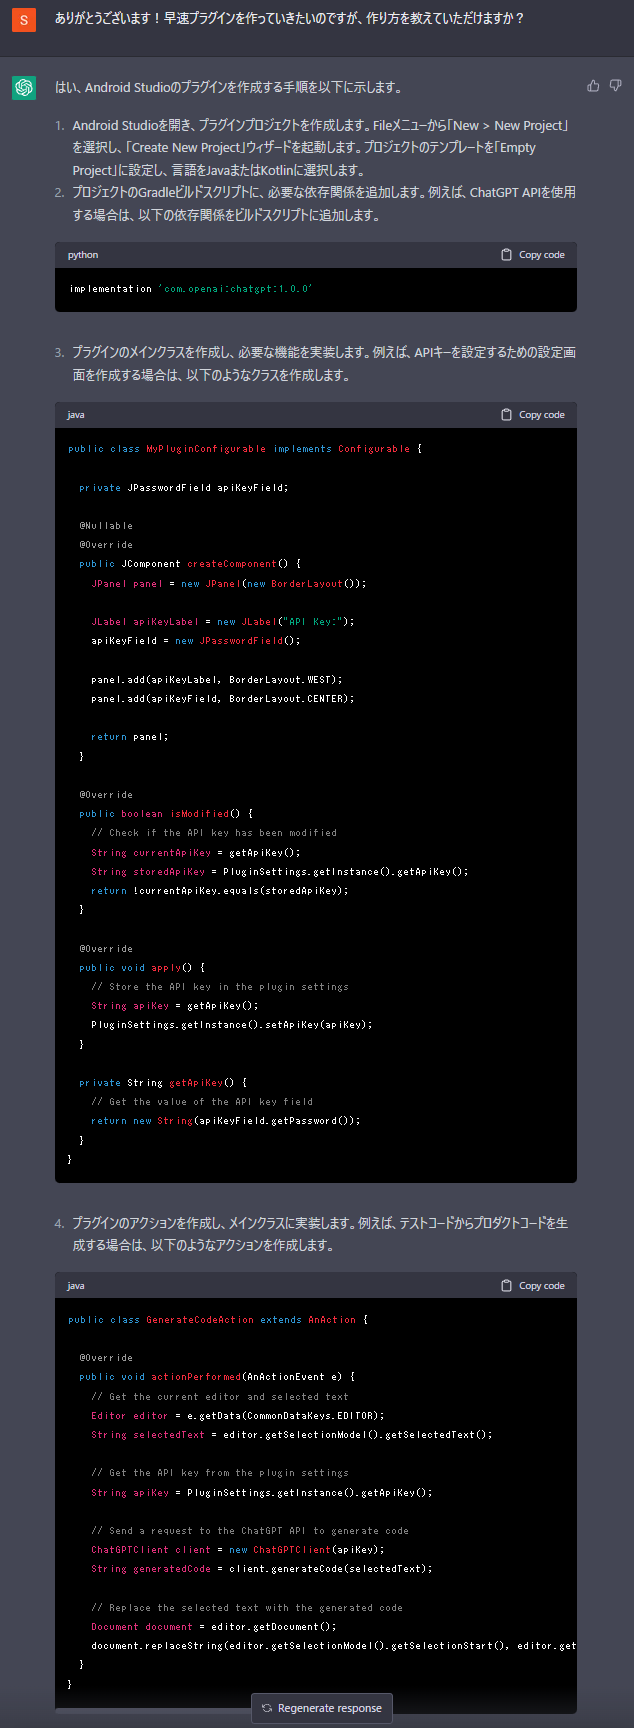 S
ありがとうございます！早速プラグインを作っていきたいのですが、作り方を教えていただけますか？
はい、Android Studioのプラグインを作成する手順を以下に示します。
1. Android Studioを開き、プラグインプロジェクトを作成します。Fileメニューから「New > New Project」
を選択し、「Create New Project」ウィザードを起動します。プロジェクトのテンプレートを「Empty
Project」に設定し、言語をJavaまたはKotlinに選択します。
2. プロジェクトのGradleビルドスクリプトに、必要な依存関係を追加します。例えば、ChatGPT APIを使用
する場合は、以下の依存関係をビルドスクリプトに追加します。
python Copy code
implementation 'com.openai:chatgpt:1.0.0'
3. プラグインのメインクラスを作成し、必要な機能を実装します。例えば、APIキーを設定するための設定画
面を作成する場合は、以下のようなクラスを作成します。
java Copy code
public class MyPluginConfigurable implements Configurable {
private JPasswordField apiKeyField;
@Nullable
@Override
public JComponent createComponent() {
JPanel panel = new JPanel(new BorderLayout());
JLabel apiKeyLabel = new JLabel("API Key:");
apiKeyField = new JPasswordField();
panel.add(apiKeyLabel, BorderLayout.WEST);
panel.add(apiKeyField, BorderLayout.CENTER);
return panel;
}
@Override
public boolean isModified() {
// Check if the API key has been modified
String currentApiKey = getApiKey();
String storedApiKey = PluginSettings.getInstance().getApiKey();
return !currentApiKey.equals(storedApiKey);
}
@Override
public void apply() {
// Store the API key in the plugin settings
String apiKey = getApiKey();
PluginSettings.getInstance().setApiKey(apiKey);
}
private String getApiKey() {
// Get the value of the API key field
return new String(apiKeyField.getPassword());
}
}
4. プラグインのアクションを作成し、メインクラスに実装します。例えば、テストコードからプロダクトコードを生
成する場合は、以下のようなアクションを作成します。
java Copy code
public class GenerateCodeAction extends AnAction {
@Override
public void actionPerformed(AnActionEvent e) {
// Get the current editor and selected text
Editor editor = e.getData(CommonDataKeys.EDITOR);
String selectedText = editor.getSelectionModel().getSelectedText();
// Get the API key from the plugin settings
String apiKey = PluginSettings.getInstance().getApiKey();
// Send a request to the ChatGPT API to generate code
ChatGPTClient client = new ChatGPTClient(apiKey);
String generatedCode = client.generateCode(selectedText);
// Replace the selected text with the generated code
Document document = editor.getDocument();
document.replaceString(editor.getSelectionModel().getSelectionStart(), editor.get
}
}
Regenerate response